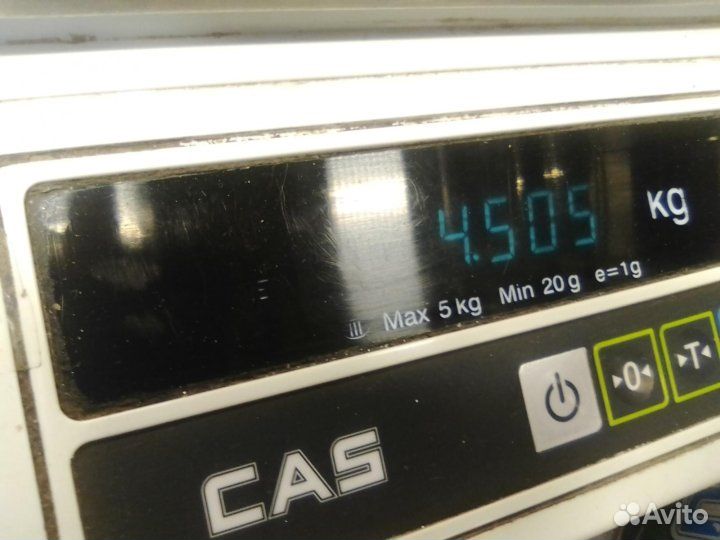 4.505 kg
Max 5 kg Min 20 g e=1g
▸0◂ ▸T◂
CAS
Avito